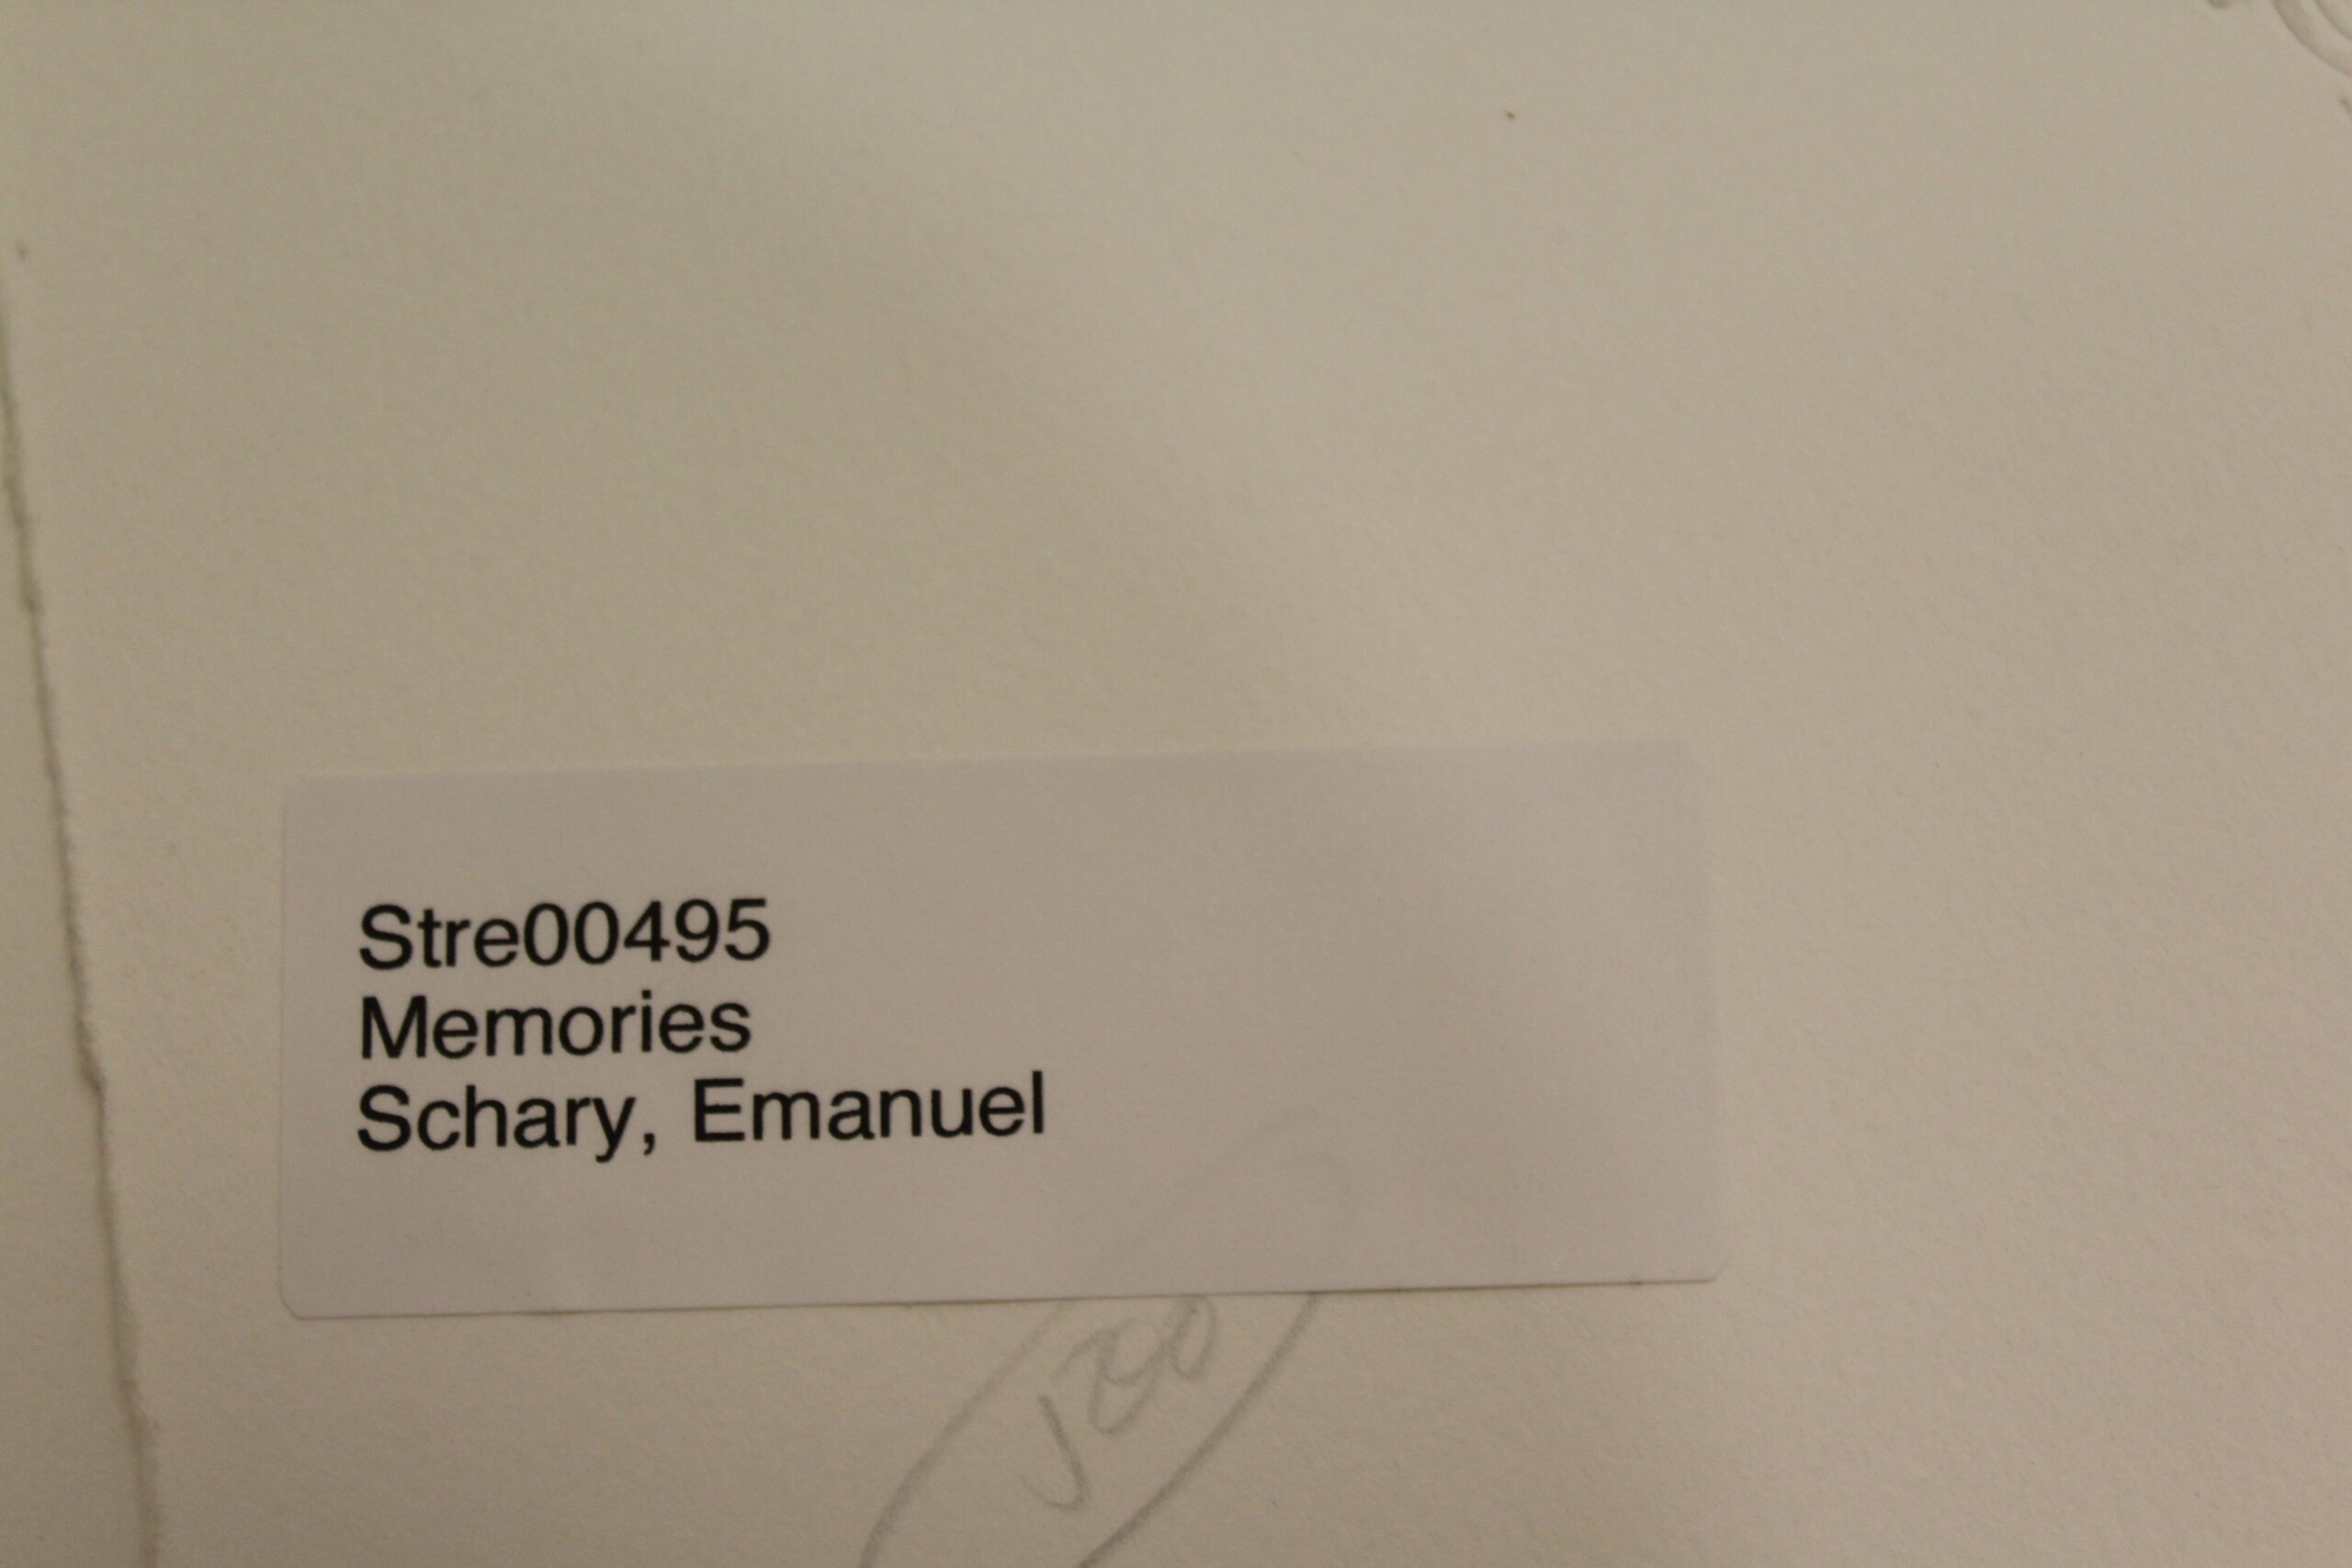 Stre00495
Memories
Schary, Emanuel